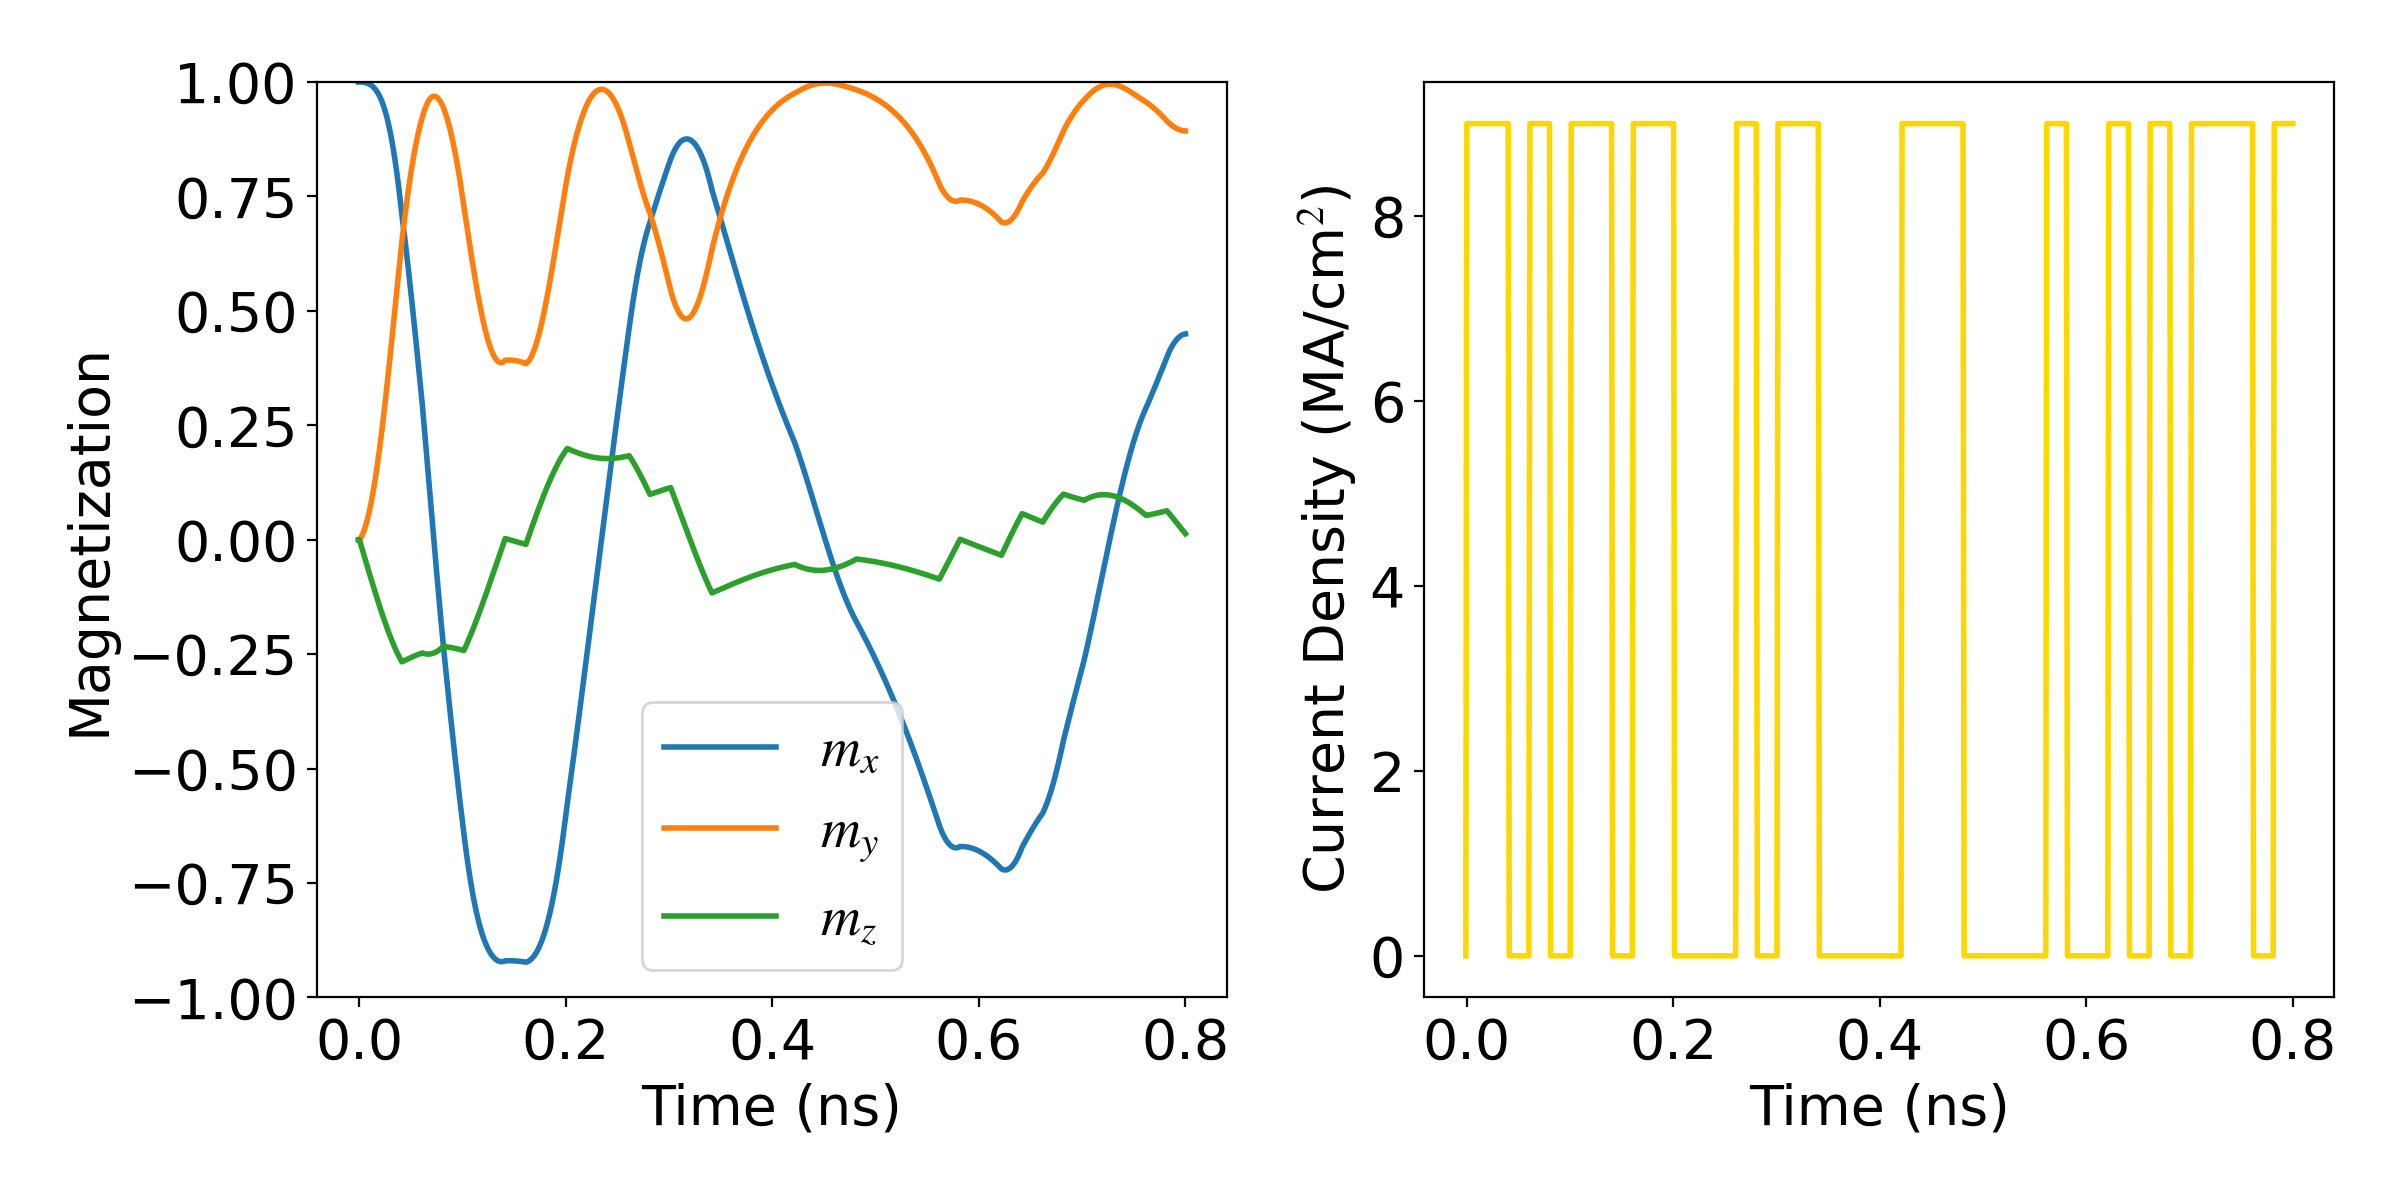 Magnetization
1.00
0.75
0.50
0.25
0.00
−0.25
−0.50
−0.75
−1.00
0.0 0.2 0.4 0.6 0.8
Time (ns)
m_x
m_y
m_z
Current Density (MA/cm²)
8
6
4
2
0
0.0 0.2 0.4 0.6 0.8
Time (ns)